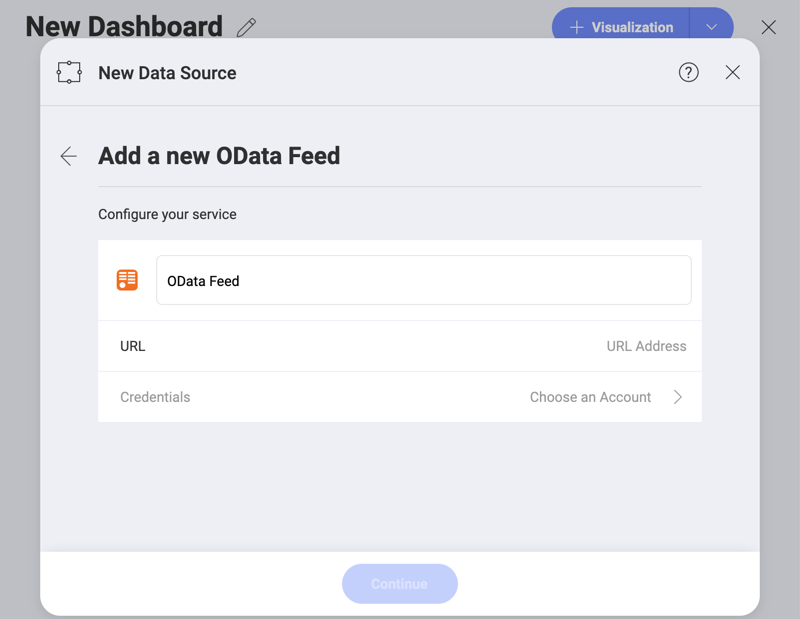 New Dashboard
Visualization
New Data Source
?
Add a new OData Feed
Configure your service
OData Feed
URL
URL Address
Credentials
Choose an Account
Continue